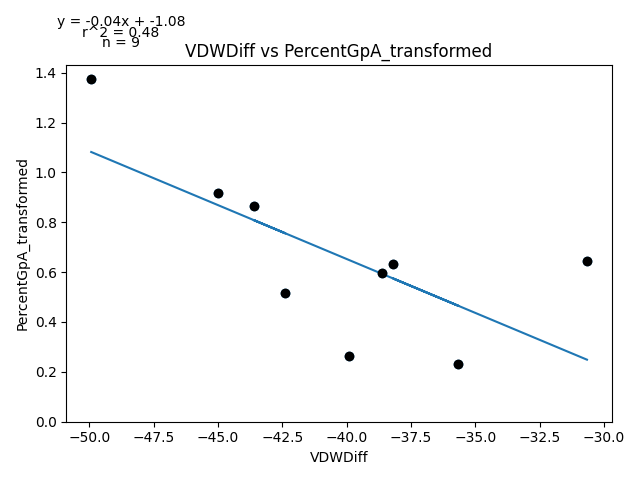 y = -0.04x + -1.08
r^2 = 0.48
n = 9
VDWDiff vs PercentGpA_transformed
1.4
1.2
1.0
0.8
0.6
0.4
0.2
0.0
PercentGpA_transformed
−50.0 −47.5 −45.0 −42.5 −40.0 −37.5 −35.0 −32.5 −30.0
VDWDiff